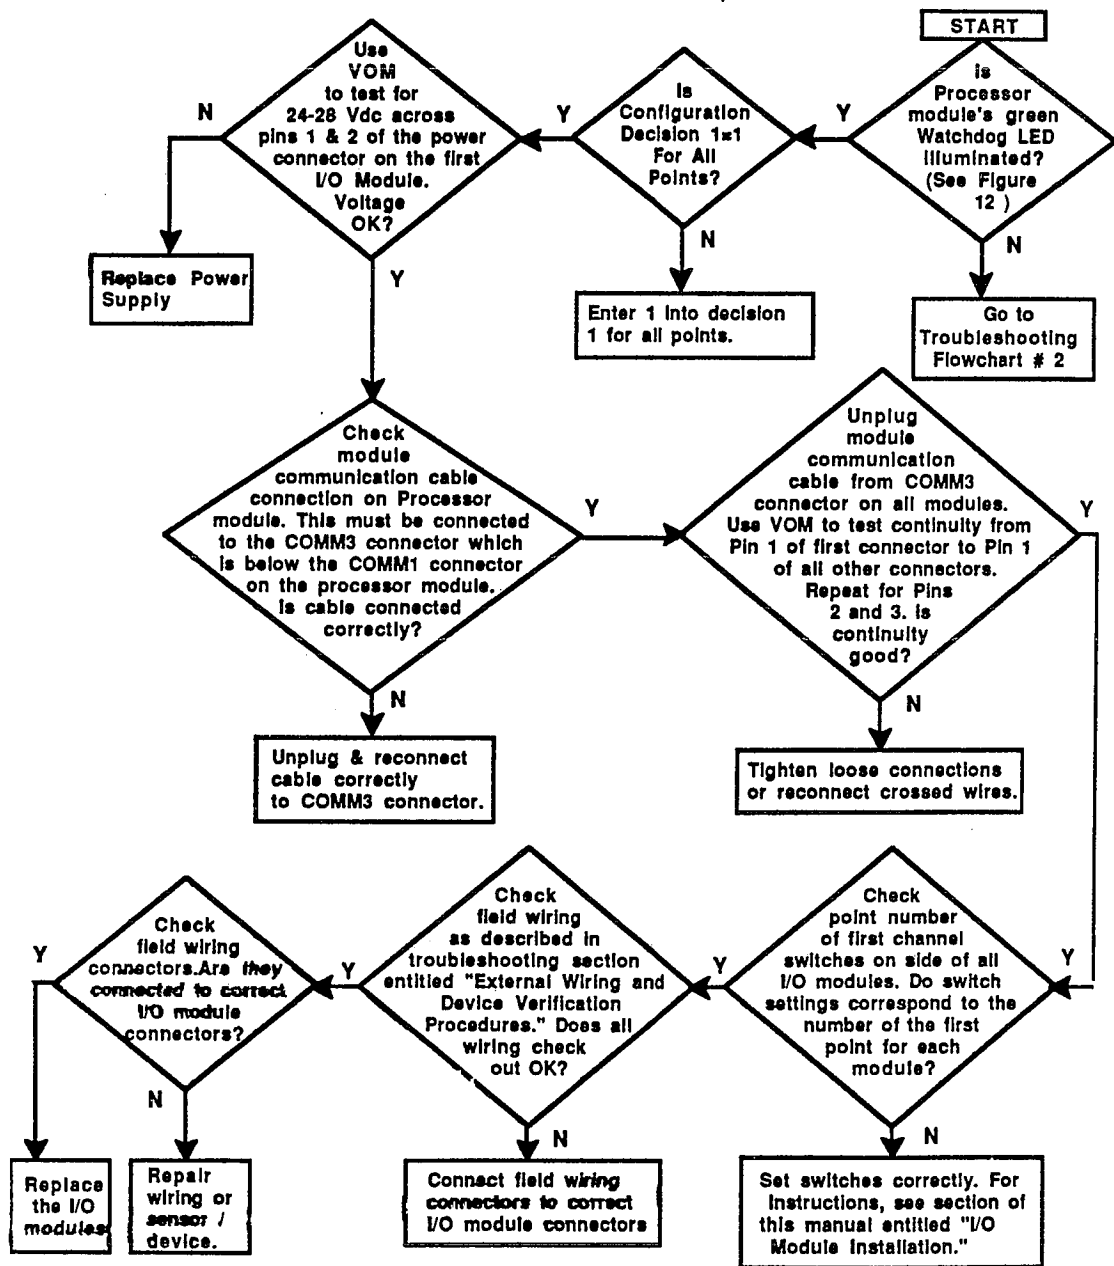 START
Is
Processor
module's green
Watchdog LED
illuminated?
(See Figure
12 )
Y
N
Go to
Troubleshooting
Flowchart # 2
Is
Configuration
Decision 1=1
For All
Points?
Y
N
Enter 1 into decision
1 for all points.
Use
VOM
to test for
24-28 Vdc across
pins 1 & 2 of the power
connector on the first
I/O Module.
Voltage
OK?
N
Replace Power
Supply
Y
Check
module
communication cable
connection on Processor
module. This must be connected
to the COMM3 connector which
is below the COMM1 connector
on the processor module.
Is cable connected
correctly?
Y
N
Unplug & reconnect
cable correctly
to COMM3 connector.
Unplug
module
communication
cable from COMM3
connector on all modules.
Use VOM to test continuity from
Pin 1 of first connector to Pin 1
of all other connectors.
Repeat for Pins
2 and 3. Is
continuity
good?
Y
N
Tighten loose connections
or reconnect crossed wires.
Y
Check
point number
of first channel
switches on side of all
I/O modules. Do switch
settings correspond to the
number of the first
point for each
module?
Y
N
Set switches correctly. For
Instructions, see section of
this manual entitled "I/O
Module Installation."
Check
field wiring
as described in
troubleshooting section
entitled "External Wiring and
Device Verification
Procedures." Does all
wiring check
out OK?
Y
N
Connect field wiring
connectors to correct
I/O module connectors
Check
field wiring
connectors.Are they
connected to correct
I/O module
connectors?
Y
N
Replace
the I/O
modules
Repair
wiring or
sensor /
device.